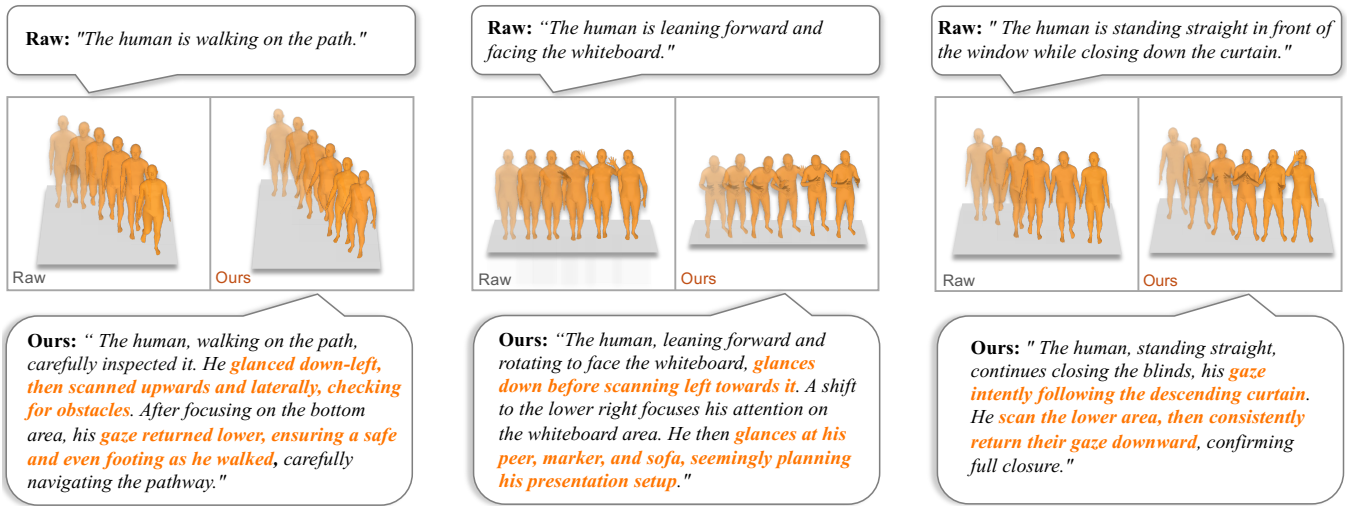 Raw: "The human is walking on the path."
Raw Ours
Ours: “ The human, walking on the path,
carefully inspected it. He glanced down-left,
then scanned upwards and laterally, checking
for obstacles. After focusing on the bottom
area, his gaze returned lower, ensuring a safe
and even footing as he walked, carefully
navigating the pathway."
Raw: “The human is leaning forward and
facing the whiteboard."
Raw Ours
Ours: “The human, leaning forward and
rotating to face the whiteboard, glances
down before scanning left towards it. A shift
to the lower right focuses his attention on
the whiteboard area. He then glances at his
peer, marker, and sofa, seemingly planning
his presentation setup."
Raw: " The human is standing straight in front of
the window while closing down the curtain."
Raw Ours
Ours: " The human, standing straight,
continues closing the blinds, his gaze
intently following the descending curtain.
He scan the lower area, then consistently
return their gaze downward, confirming
full closure."